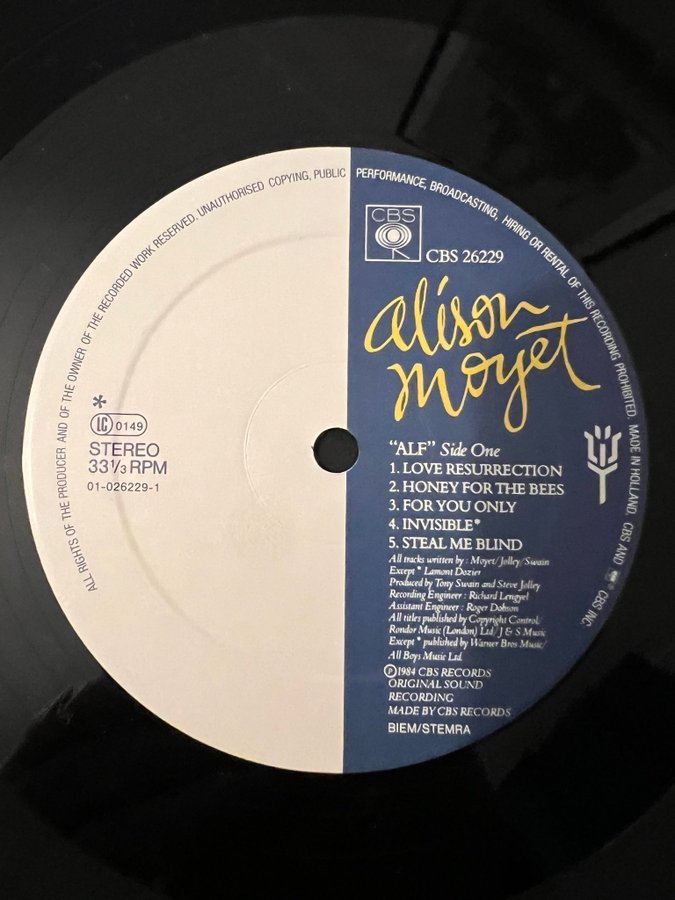 ALL RIGHTS OF THE PRODUCER AND OF THE OWNER OF THE RECORDED WORK RESERVED. UNAUTHORISED COPYING, PUBLIC PERFORMANCE, BROADCASTING, HIRING OR RENTAL OF THIS RECORDING PROHIBITED. MADE IN HOLLAND. CBS AND CBS INC.
CBS
CBS 26229
alison
moyet
*
LC 0149
STEREO
33 1/3 RPM
01-026229-1
“ALF” Side One
1. LOVE RESURRECTION
2. HONEY FOR THE BEES
3. FOR YOU ONLY
4. INVISIBLE*
5. STEAL ME BLIND
All tracks written by : Moyet/Jolley/Swain
Except * Lamont Dozier
Produced by Tony Swain and Steve Jolley
Recording Engineer : Richard Lengyel
Assistant Engineer : Roger Dobson
All titles published by Copyright Control/
Rondor Music (London) Ltd/J & S Music
Except * published by Warner Bros Music/
All Boys Music Ltd
Ⓟ1984 CBS RECORDS
ORIGINAL SOUND
RECORDING
MADE BY CBS RECORDS
BIEM/STEMRA